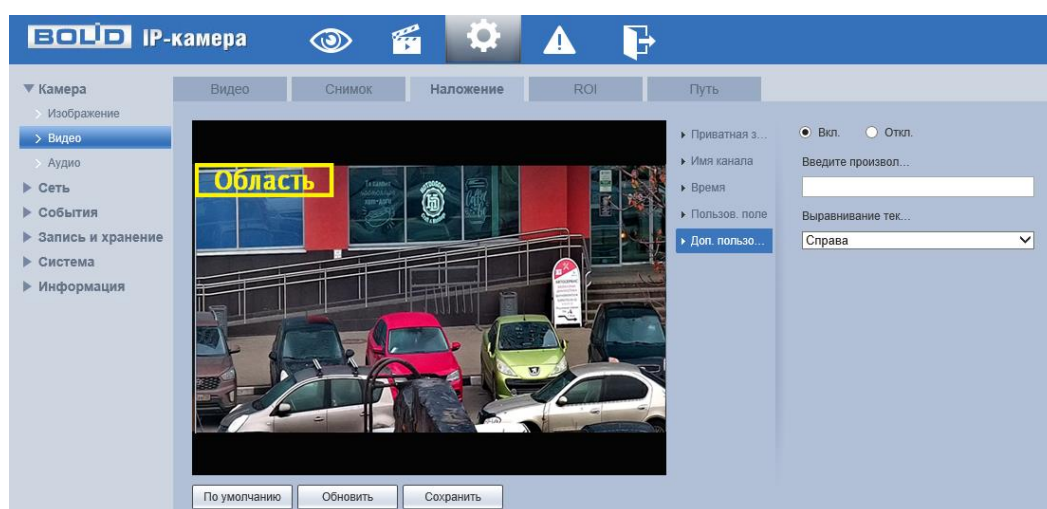 BOLID IP-камера
Камера
Изображение
Видео
Аудио
Сеть
События
Запись и хранение
Система
Информация
Видео
Снимок
Наложение
ROI
Путь
Область
Приватная з...
Имя канала
Время
Пользов. поле
Доп. пользо...
Вкл.
Откл.
Введите произвол...
Выравнивание тек...
Справа
По умолчанию
Обновить
Сохранить